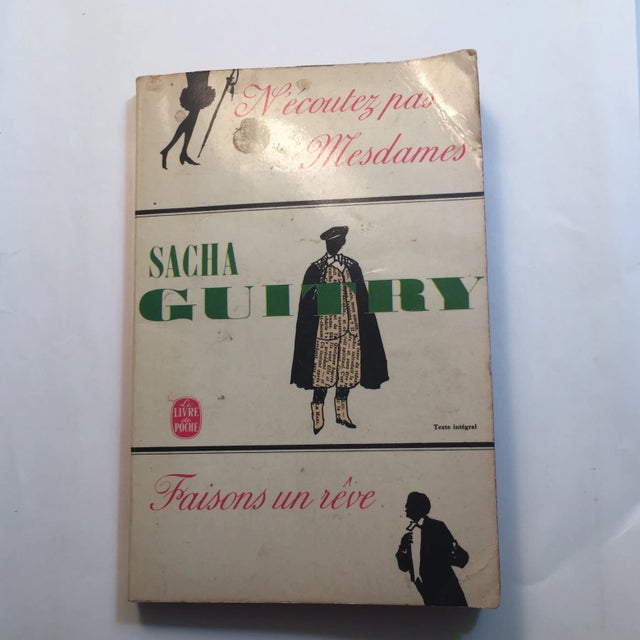 N'écoutez pas
Mesdames
SACHA
GUITRY
Le
LIVRE
de
POCHE
Texte intégral
Faisons un rêve